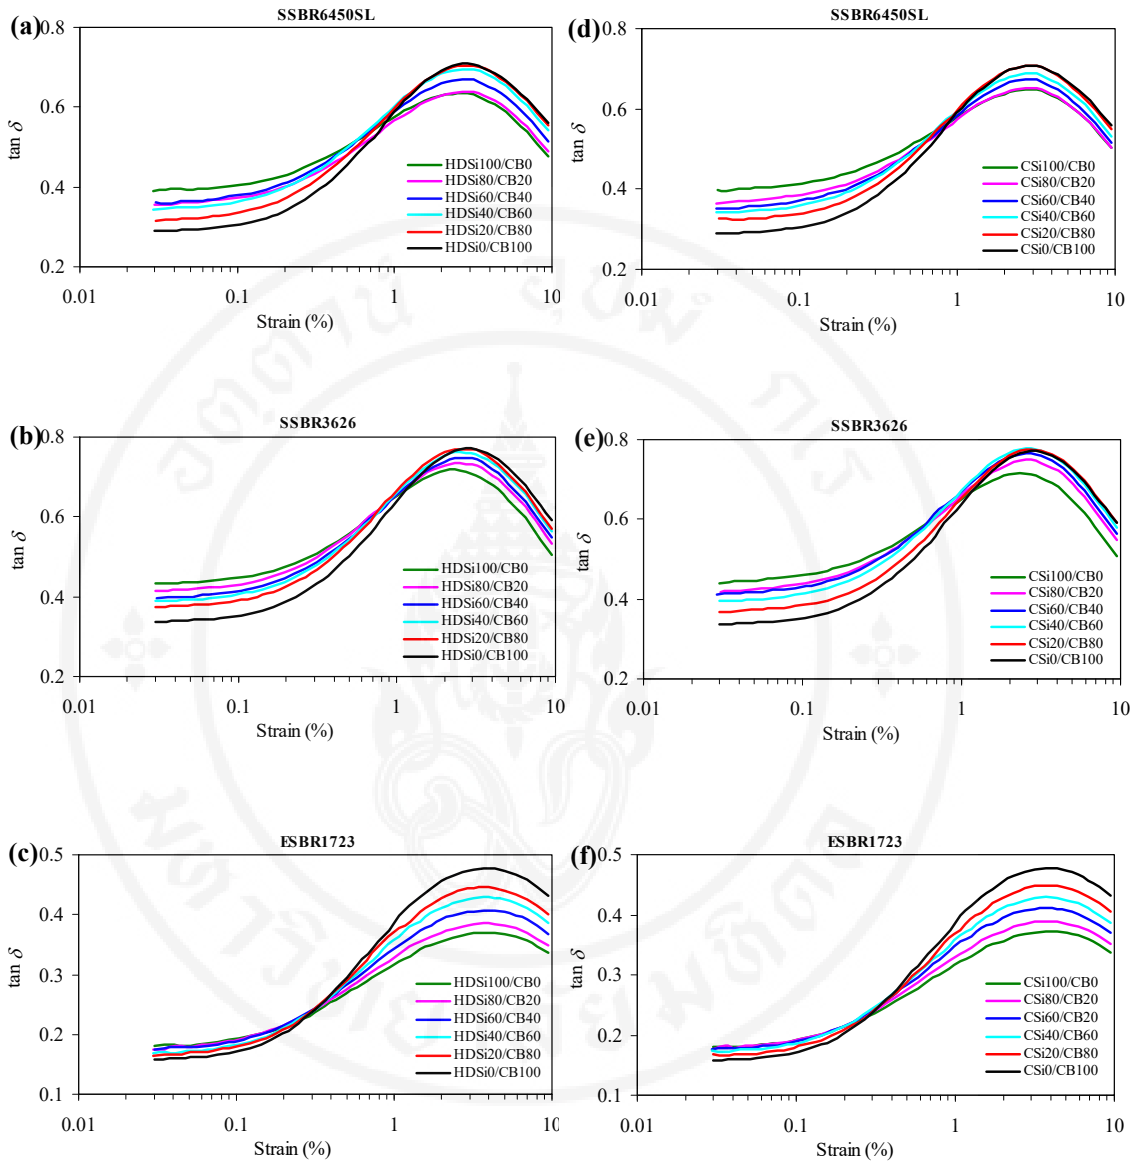 (a)
SSBR6450SL
0.8
0.6
0.4
0.2
tan δ
HDSi100/CB0
HDSi80/CB20
HDSi60/CB40
HDSi40/CB60
HDSi20/CB80
HDSi0/CB100
0.01 0.1 1 10
Strain (%)
(d)
SSBR6450SL
0.8
0.6
0.4
0.2
tan δ
CSi100/CB0
CSi80/CB20
CSi60/CB40
CSi40/CB60
CSi20/CB80
CSi0/CB100
0.01 0.1 1 10
Strain (%)
(b)
SSBR3626
0.8
0.6
0.4
0.2
tan δ
HDSi100/CB0
HDSi80/CB20
HDSi60/CB40
HDSi40/CB60
HDSi20/CB80
HDSi0/CB100
0.01 0.1 1 10
Strain (%)
(e)
SSBR3626
0.8
0.6
0.4
0.2
tan δ
CSi100/CB0
CSi80/CB20
CSi60/CB40
CSi40/CB60
CSi20/CB80
CSi0/CB100
0.01 0.1 1 10
Strain (%)
(c)
ESBR1723
0.5
0.4
0.3
0.2
0.1
tan δ
HDSi100/CB0
HDSi80/CB20
HDSi60/CB40
HDSi40/CB60
HDSi20/CB80
HDSi0/CB100
0.01 0.1 1 10
Strain (%)
(f)
ESBR1723
0.5
0.4
0.3
0.2
0.1
tan δ
CSi100/CB0
CSi80/CB20
CSi60/CB20
CSi40/CB60
CSi20/CB80
CSi0/CB100
0.01 0.1 1 10
Strain (%)